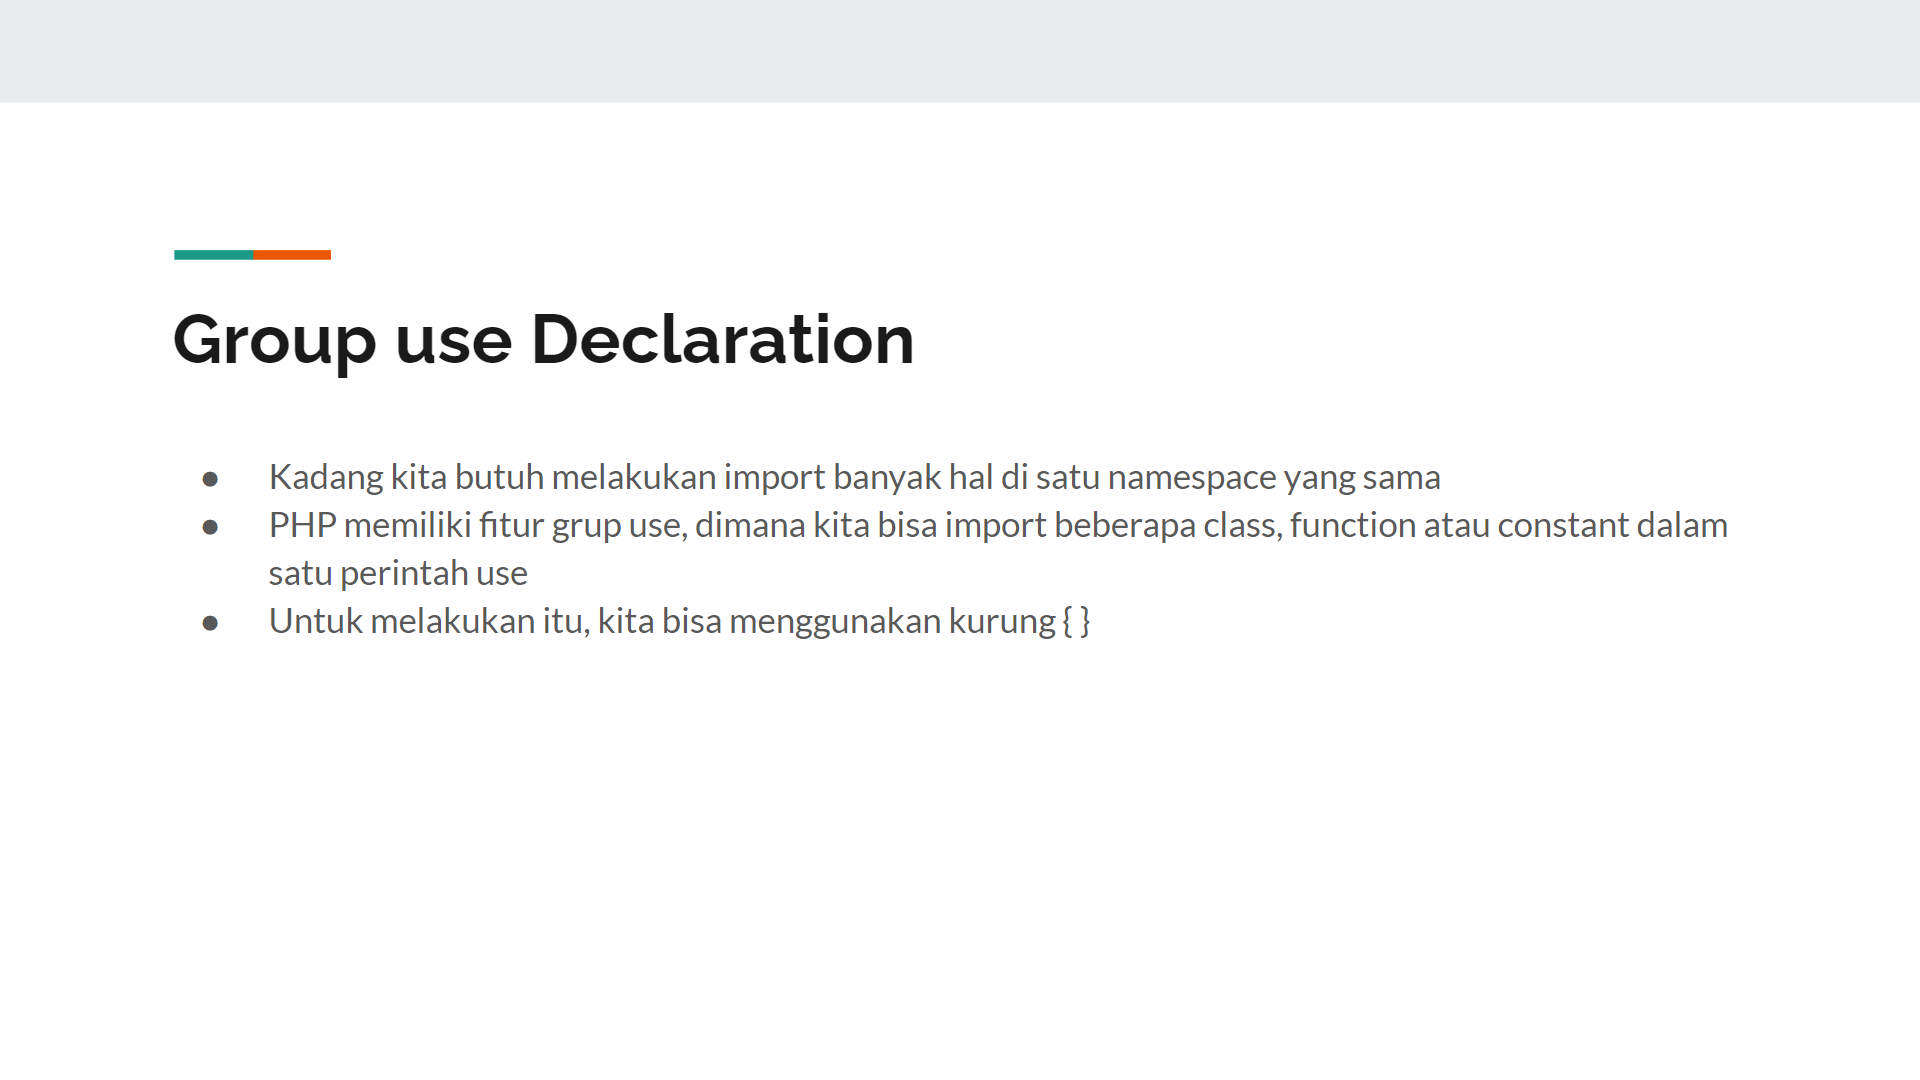 Group use Declaration
● Kadang kita butuh melakukan import banyak hal di satu namespace yang sama
● PHP memiliki fitur grup use, dimana kita bisa import beberapa class, function atau constant dalam
satu perintah use
● Untuk melakukan itu, kita bisa menggunakan kurung { }